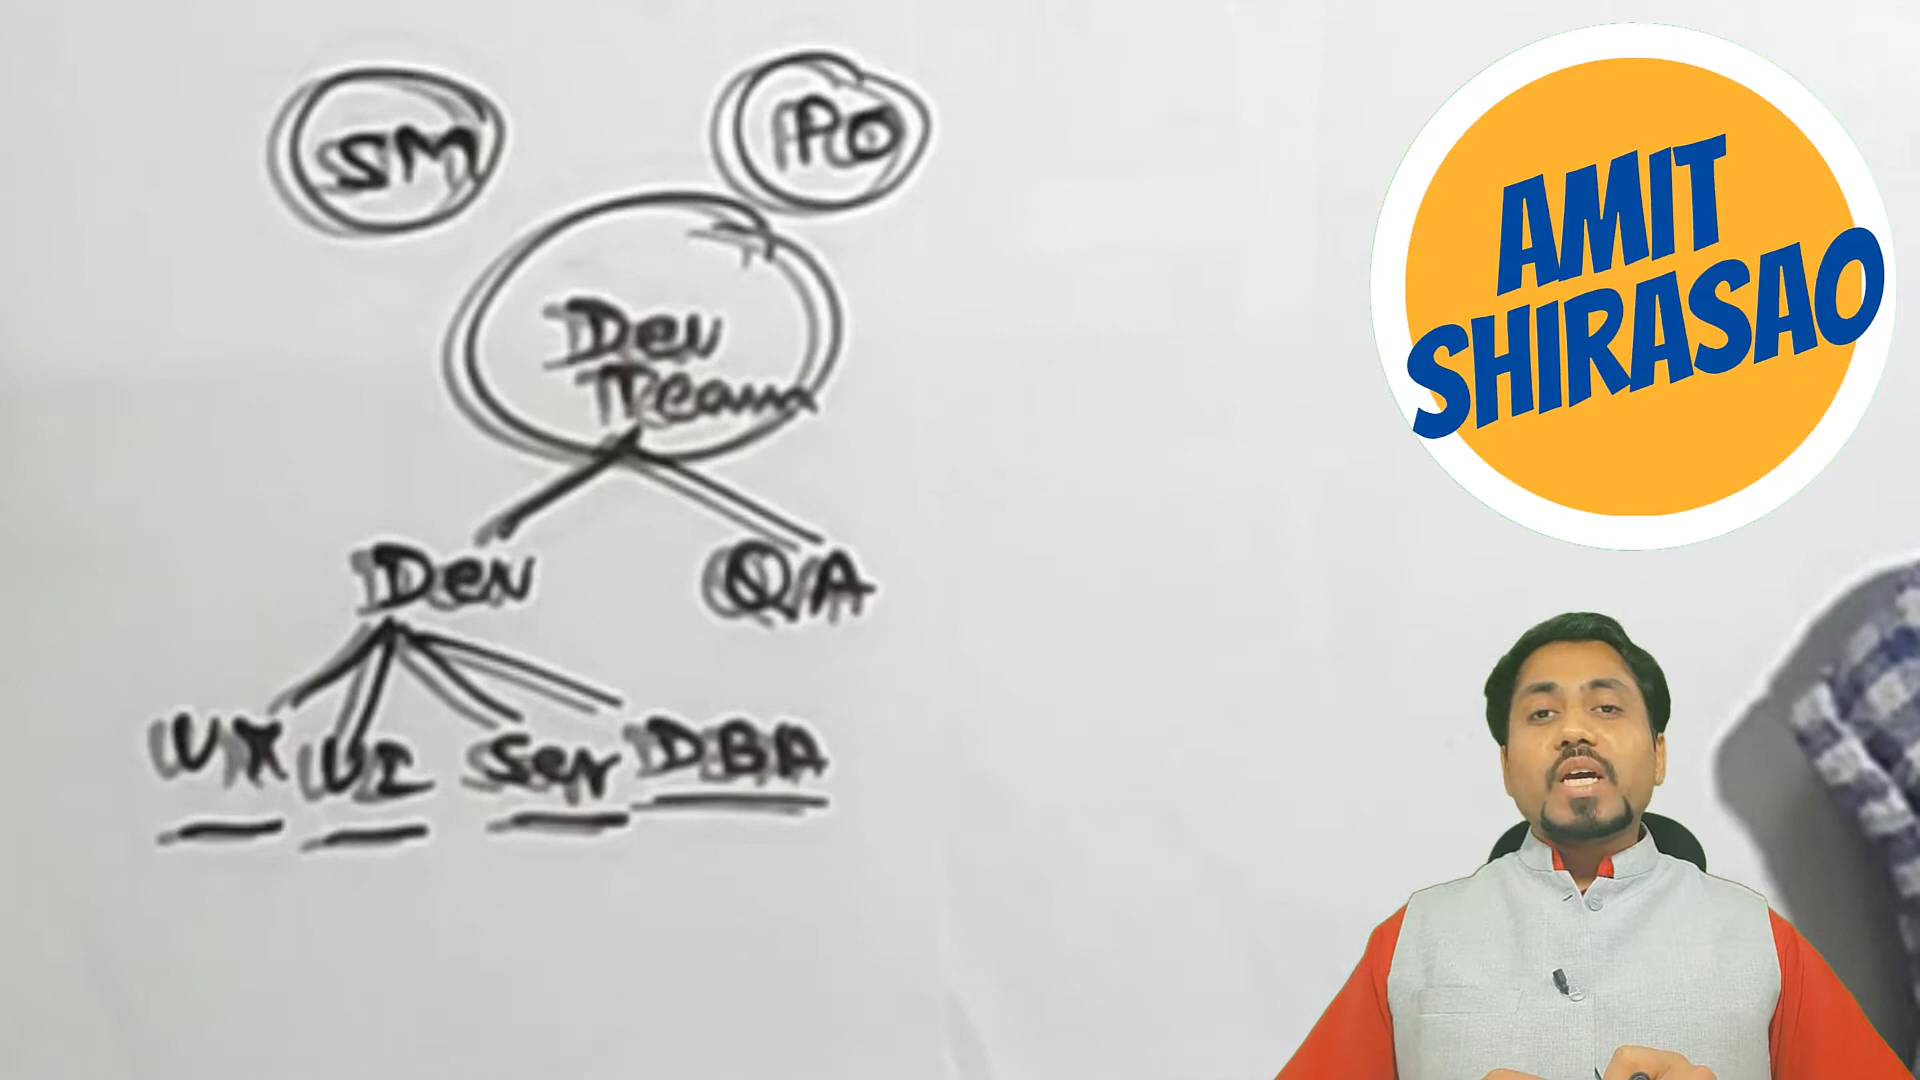 SM
PO
Dev
Team
Dev
QA
UX
UI
Ser
DBA
AMIT
SHIRASAO